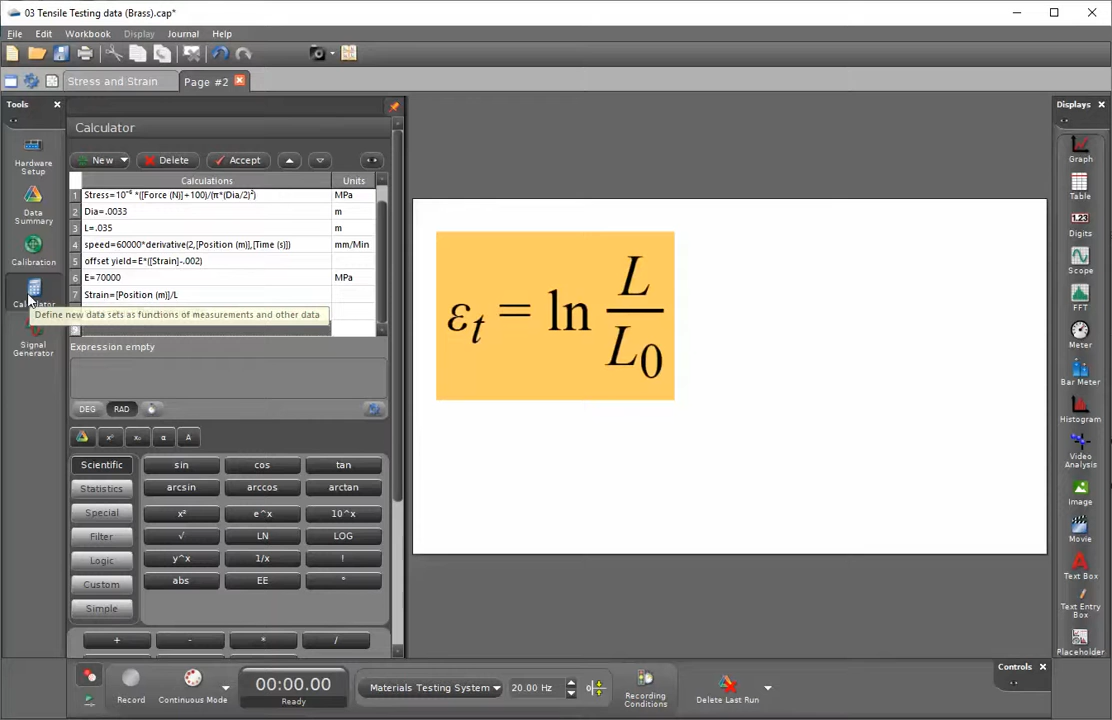 03 Tensile Testing data (Brass).cap*
File Edit Workbook Display Journal Help
Stress and Strain Page #2
Tools
Hardware
Setup
Data
Summary
Calibration
Calculator
Signal
Generator
Calculator
New Delete Accept
Calculations Units
1 Stress=10⁻⁶ *([Force (N)]+100)/(π*(Dia/2)²) MPa
2 Dia=.0033 m
3 L=.035 m
4 speed=60000*derivative(2,[Position (m)],[Time (s)]) mm/Min
5 offset yield=E*([Strain]-.002)
6 E=70000 MPa
7 Strain=[Position (m)]/L
Define new data sets as functions of measurements and other data
9
Expression empty
DEG RAD
x° x₀ α A
Scientific sin cos tan
Statistics arcsin arccos arctan
Special x² e^x 10^x
Filter √ LN LOG
Logic y^x 1/x !
Custom abs EE °
Simple
+ - * /
εt = ln L/L0
Displays
Graph
Table
1.23
Digits
Scope
FFT
Meter
Bar Meter
Histogram
Video
Analysis
Image
Movie
A
Text Box
Text Entry
Box
Placeholder
Record
Continuous Mode
00:00.00
Ready
Materials Testing System 20.00 Hz
Recording
Conditions
Delete Last Run
Controls